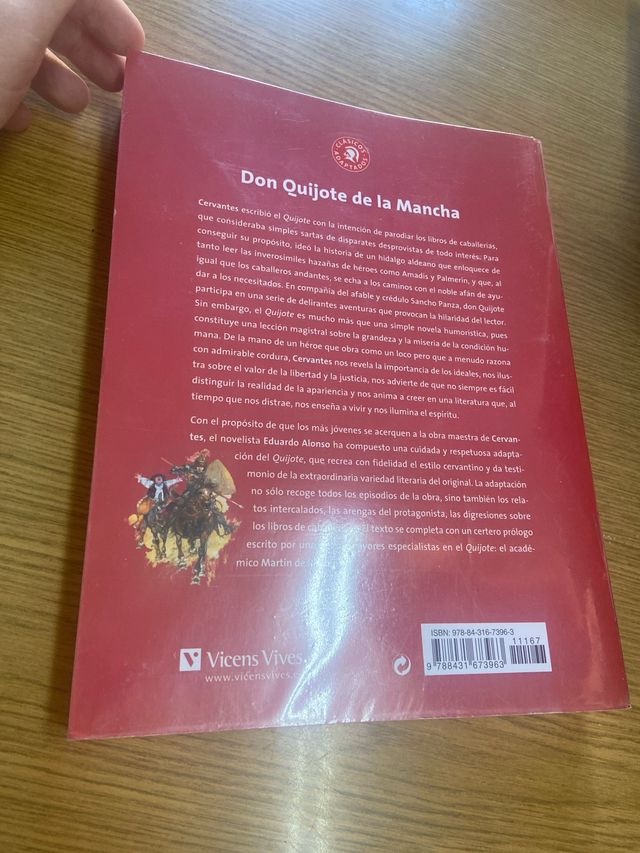 CLÁSICOS
ADAPTADOS
Don Quijote de la Mancha
Cervantes escribió el Quijote con la intención de parodiar los libros de caballerías,
que consideraba simples sartas de disparates desprovistas de todo interés. Para
conseguir su propósito, ideó la historia de un hidalgo aldeano que enloquece de
tanto leer las inverosímiles hazañas de héroes como Amadís y Palmerín, y que, al
igual que los caballeros andantes, se echa a los caminos con el noble afán de ayu-
dar a los necesitados. En compañía del afable y crédulo Sancho Panza, don Quijote
participa en una serie de delirantes aventuras que provocan la hilaridad del lector.
Sin embargo, el Quijote es mucho más que una simple novela humorística, pues
constituye una lección magistral sobre la grandeza y la miseria de la condición hu-
mana. De la mano de un héroe que obra como un loco pero que a menudo razona
con admirable cordura, Cervantes nos revela la importancia de los ideales, nos ilus-
tra sobre el valor de la libertad y la justicia, nos advierte de que no siempre es fácil
distinguir la realidad de la apariencia y nos anima a creer en una literatura que, al
tiempo que nos distrae, nos enseña a vivir y nos ilumina el espíritu.
Con el propósito de que los más jóvenes se acerquen a la obra maestra de Cervan-
tes, el novelista Eduardo Alonso ha compuesto una cuidada y respetuosa adapta-
ción del Quijote, que recrea con fidelidad el estilo cervantino y da testi-
monio de la extraordinaria variedad literaria del original. La adaptación
no sólo recoge todos los episodios de la obra, sino también los rela-
tos intercalados, las arengas del protagonista, las digresiones sobre
los libros de El texto se completa con un certero prólogo
escrito por uno especialistas en el Quijote: el acadé-
mico Martín de
Vicens Vives
www.vicensvives.es
ISBN: 978-84-316-7396-3
11167
9 788431 673963